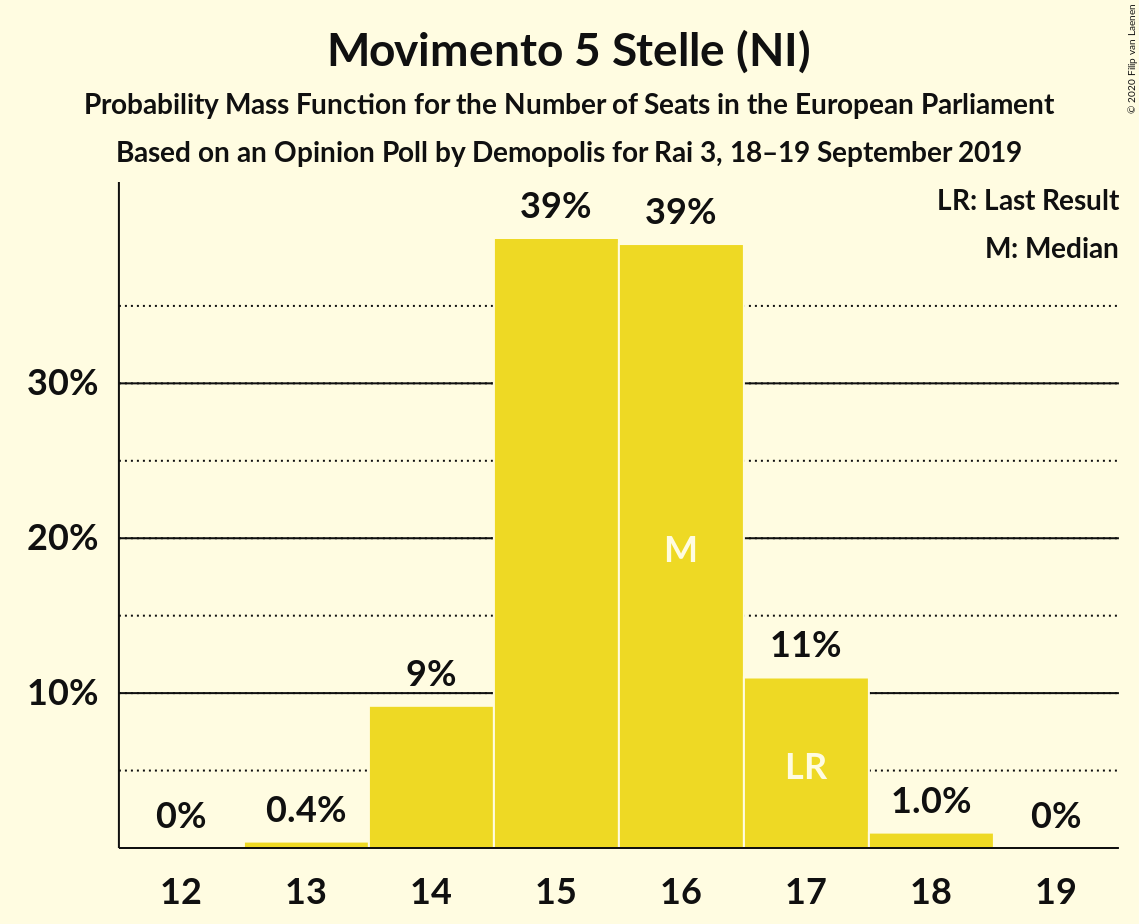 Movimento 5 Stelle (NI)
Probability Mass Function for the Number of Seats in the European Parliament
Based on an Opinion Poll by Demopolis for Rai 3, 18–19 September 2019
© 2020 Filip van Laenen
LR: Last Result
M: Median
39%
39%
30%
20%
M
11%
9%
10%
LR
1.0%
0.4%
0%
0%
12 13 14 15 16 17 18 19